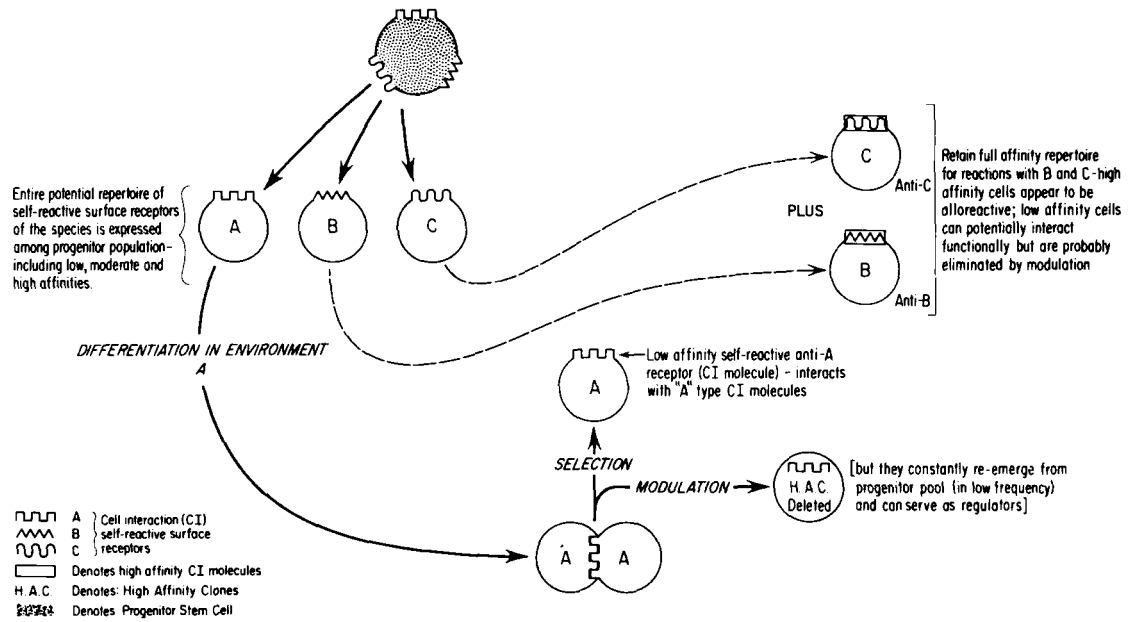 Entire potential repertoire of
self-reactive surface receptors
of the species is expressed
among progenitor population-
including low, moderate and
high affinities.
A
B
C
C
Anti-C
PLUS
B
Anti-B
Retain full affinity repertoire
for reactions with B and C-high
affinity cells appear to be
alloreactive; low affinity cells
can potentially interact
functionally but are probably
eliminated by modulation
DIFFERENTIATION IN ENVIRONMENT
A
A
Low affinity self-reactive anti-A
receptor (CI molecule) - interacts
with "A" type CI molecules
SELECTION
MODULATION
H.A.C.
Deleted
[but they constantly re-emerge from
progenitor pool (in low frequency)
and can serve as regulators]
A
A
A
B
C
Cell interaction (CI)
self-reactive surface
receptors
Denotes high affinity CI molecules
H.A.C. Denotes: High Affinity Clones
Denotes Progenitor Stem Cell